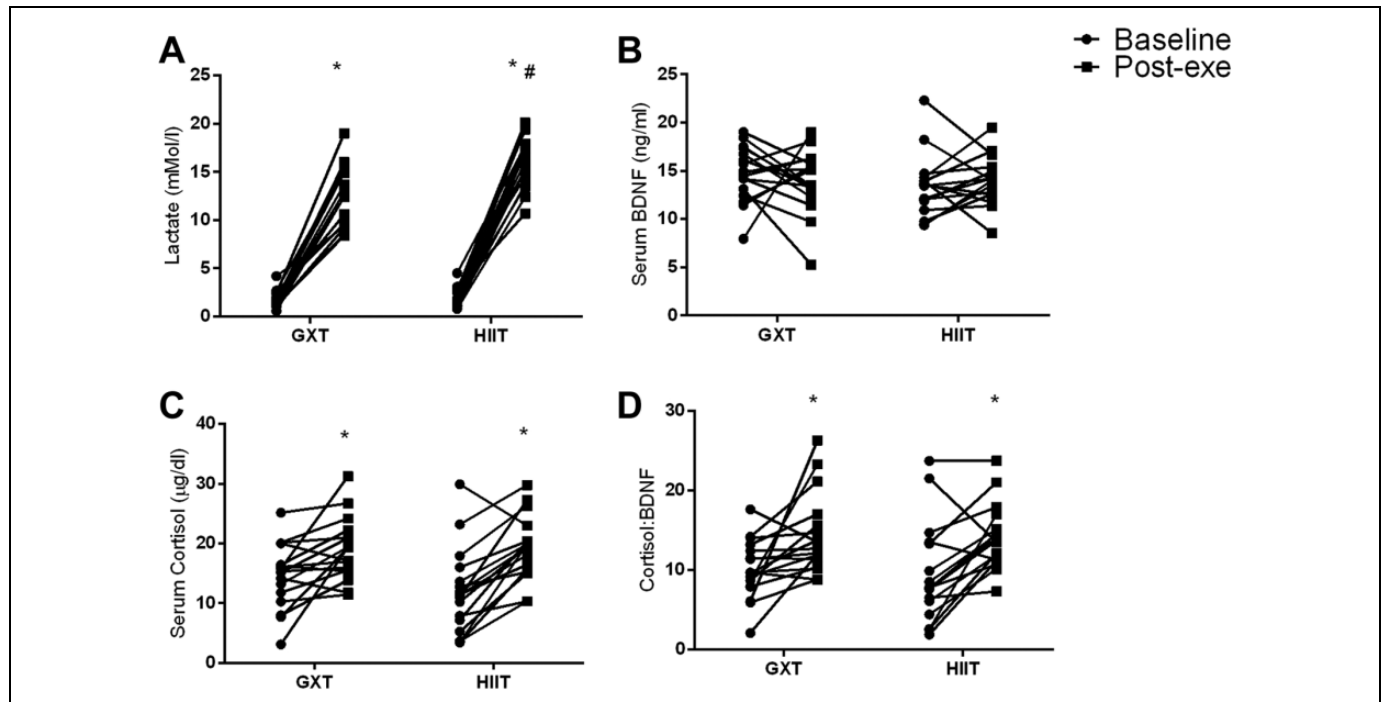 Baseline
Post-exe
A
* * #
25
20
15
10
5
0
Lactate (mMol/l)
GXT HIIT
B
25
20
15
10
5
0
Serum BDNF (ng/ml)
GXT HIIT
C
* *
40
30
20
10
0
Serum Cortisol (μg/dl)
GXT HIIT
D
* *
30
20
10
0
Cortisol:BDNF
GXT HIIT